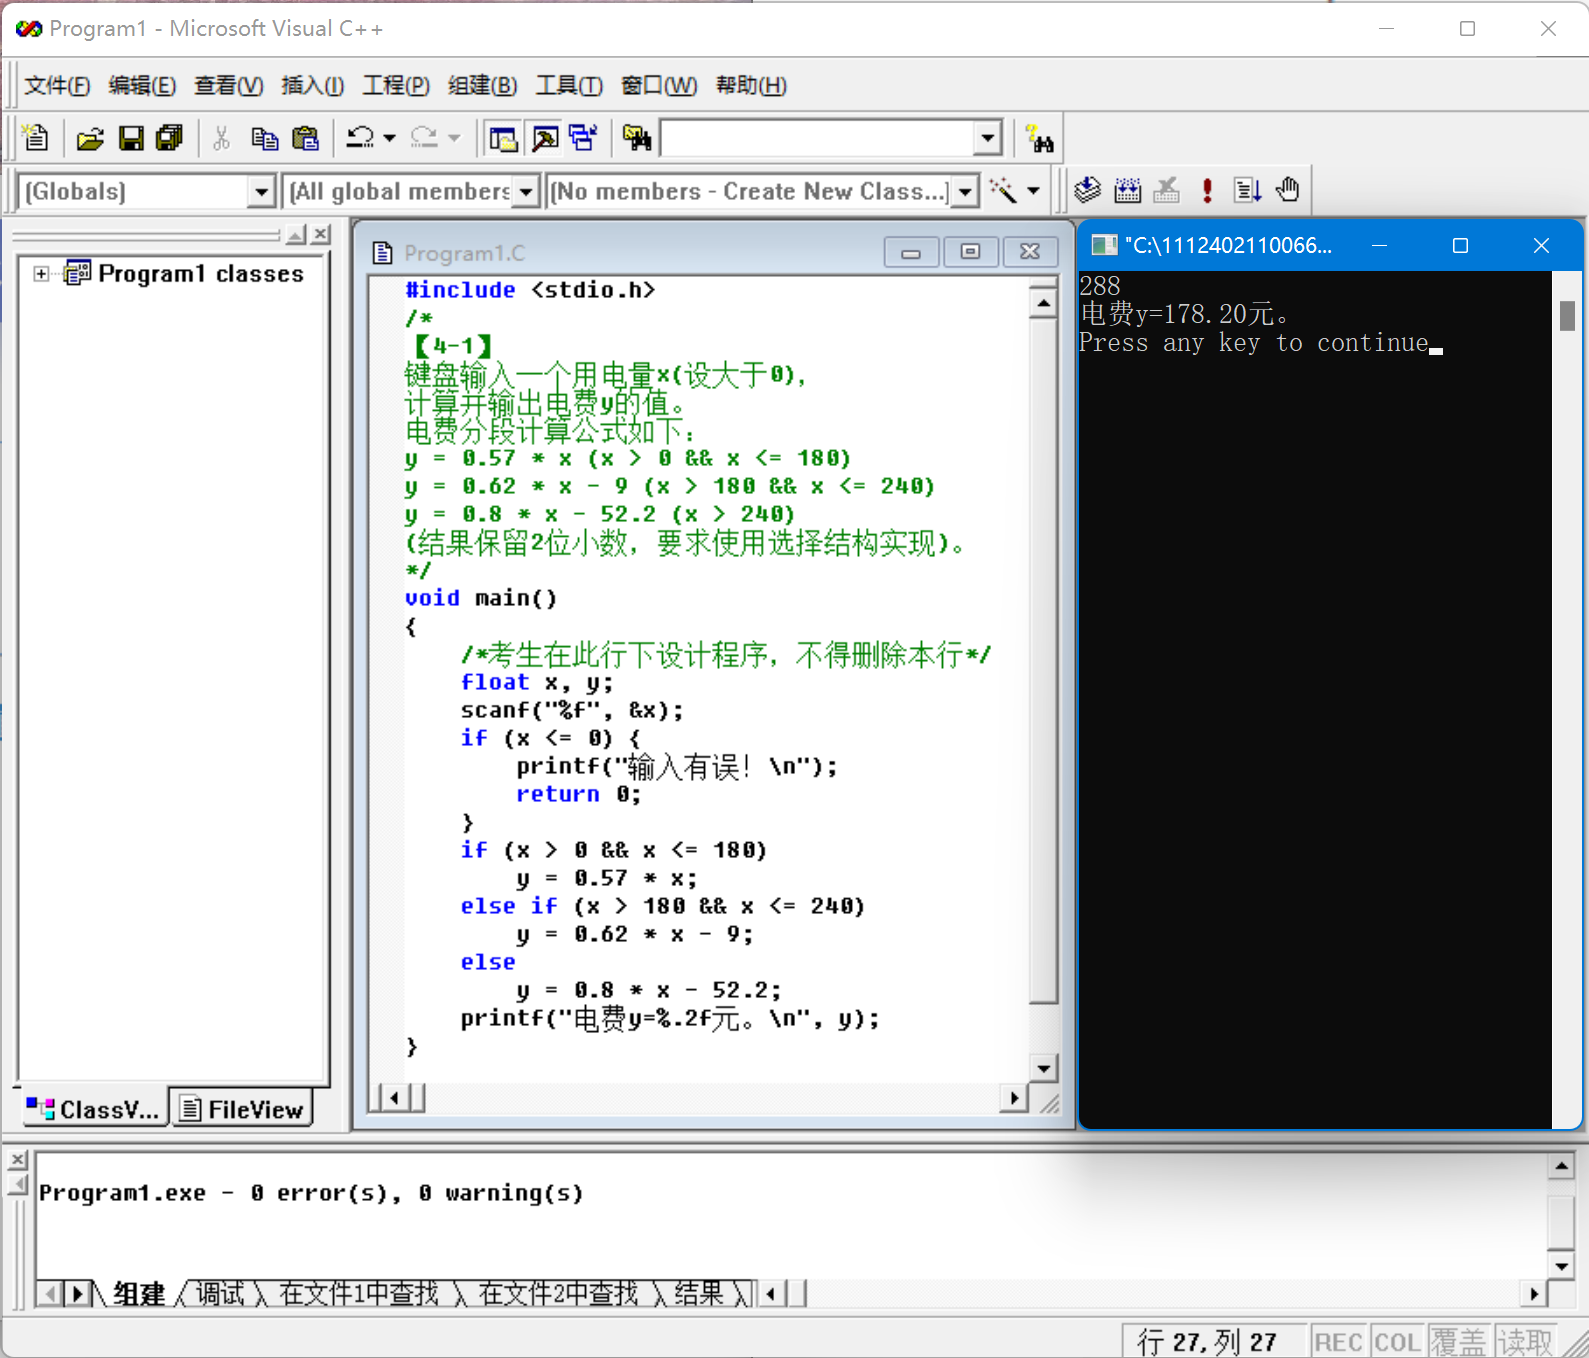 Program1 - Microsoft Visual C++
文件(F) 编辑(E) 查看(V) 插入(I) 工程(P) 组建(B) 工具(T) 窗口(W) 帮助(H)
(Globals) (All global members (No members - Create New Class...)
Program1 classes
ClassV... FileView
Program1.C
#include <stdio.h>
/*
【4-1】
键盘输入一个用电量x(设大于0)，
计算并输出电费y的值。
电费分段计算公式如下：
y = 0.57 * x (x > 0 && x <= 180)
y = 0.62 * x - 9 (x > 180 && x <= 240)
y = 0.8 * x - 52.2 (x > 240)
(结果保留2位小数，要求使用选择结构实现)。
*/
void main()
{
    /*考生在此行下设计程序，不得删除本行*/
    float x, y;
    scanf("%f", &x);
    if (x <= 0) {
        printf("输入有误！\n");
        return 0;
    }
    if (x > 0 && x <= 180)
        y = 0.57 * x;
    else if (x > 180 && x <= 240)
        y = 0.62 * x - 9;
    else
        y = 0.8 * x - 52.2;
    printf("电费y=%.2f元。\n", y);
}
"C:\1112402110066...
288
电费y=178.20元。
Press any key to continue
Program1.exe - 0 error(s), 0 warning(s)
组建 调试 在文件1中查找 在文件2中查找 结果
行 27, 列 27 REC COL 覆盖 读取